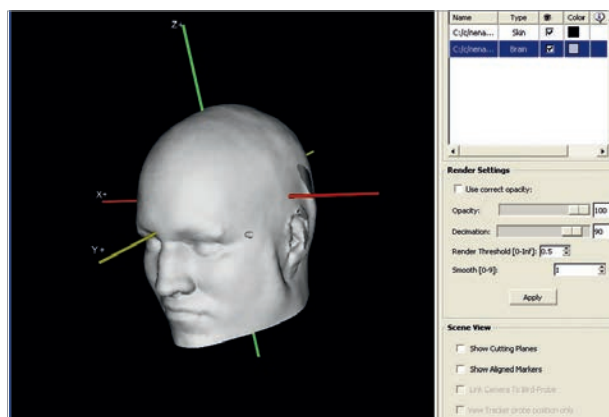 Z+
X+
Y+
Name Type Color
C:/c/nena... Skin
C:/c/nena... Brain
Render Settings
Use correct opacity:
Opacity: 100
Decimation: 90
Render Threshold [0-Inf]: 0.5
Smooth [0-9]: 1
Apply
Scene View
Show Cutting Planes
Show Aligned Markers
Link Camera To Bird-Probe
View Tracker probe position only